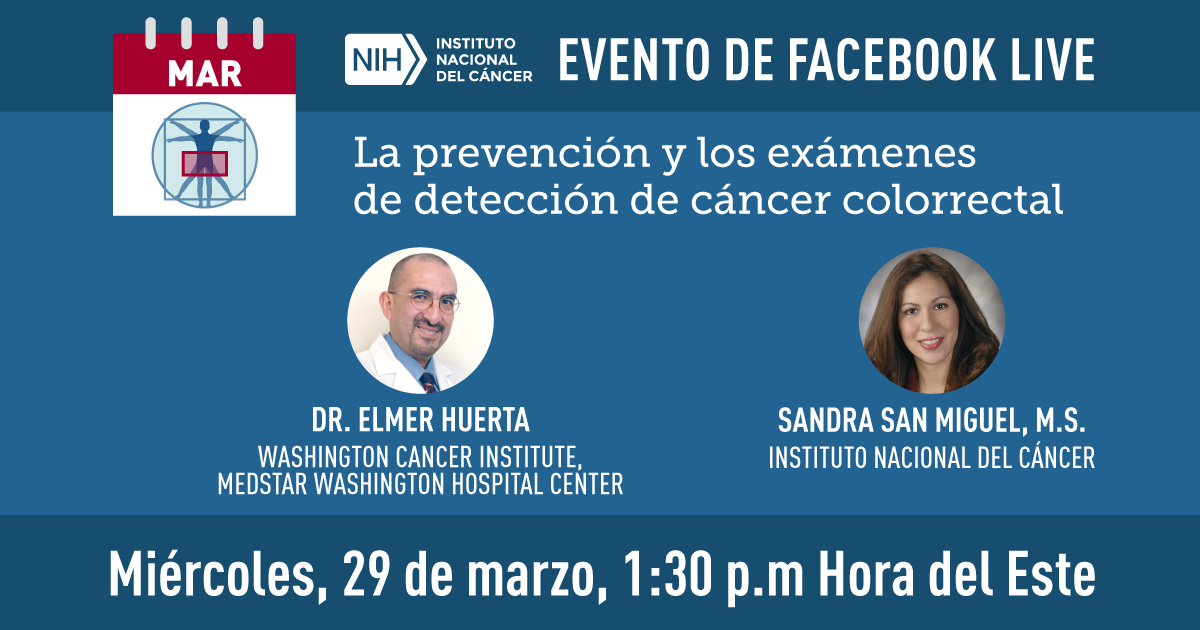 MAR
NIH
INSTITUTO
NACIONAL
DEL CÁNCER
EVENTO DE FACEBOOK LIVE
La prevención y los exámenes
de detección de cáncer colorrectal
DR. ELMER HUERTA
WASHINGTON CANCER INSTITUTE,
MEDSTAR WASHINGTON HOSPITAL CENTER
SANDRA SAN MIGUEL, M.S.
INSTITUTO NACIONAL DEL CÁNCER
Miércoles, 29 de marzo, 1:30 p.m Hora del Este